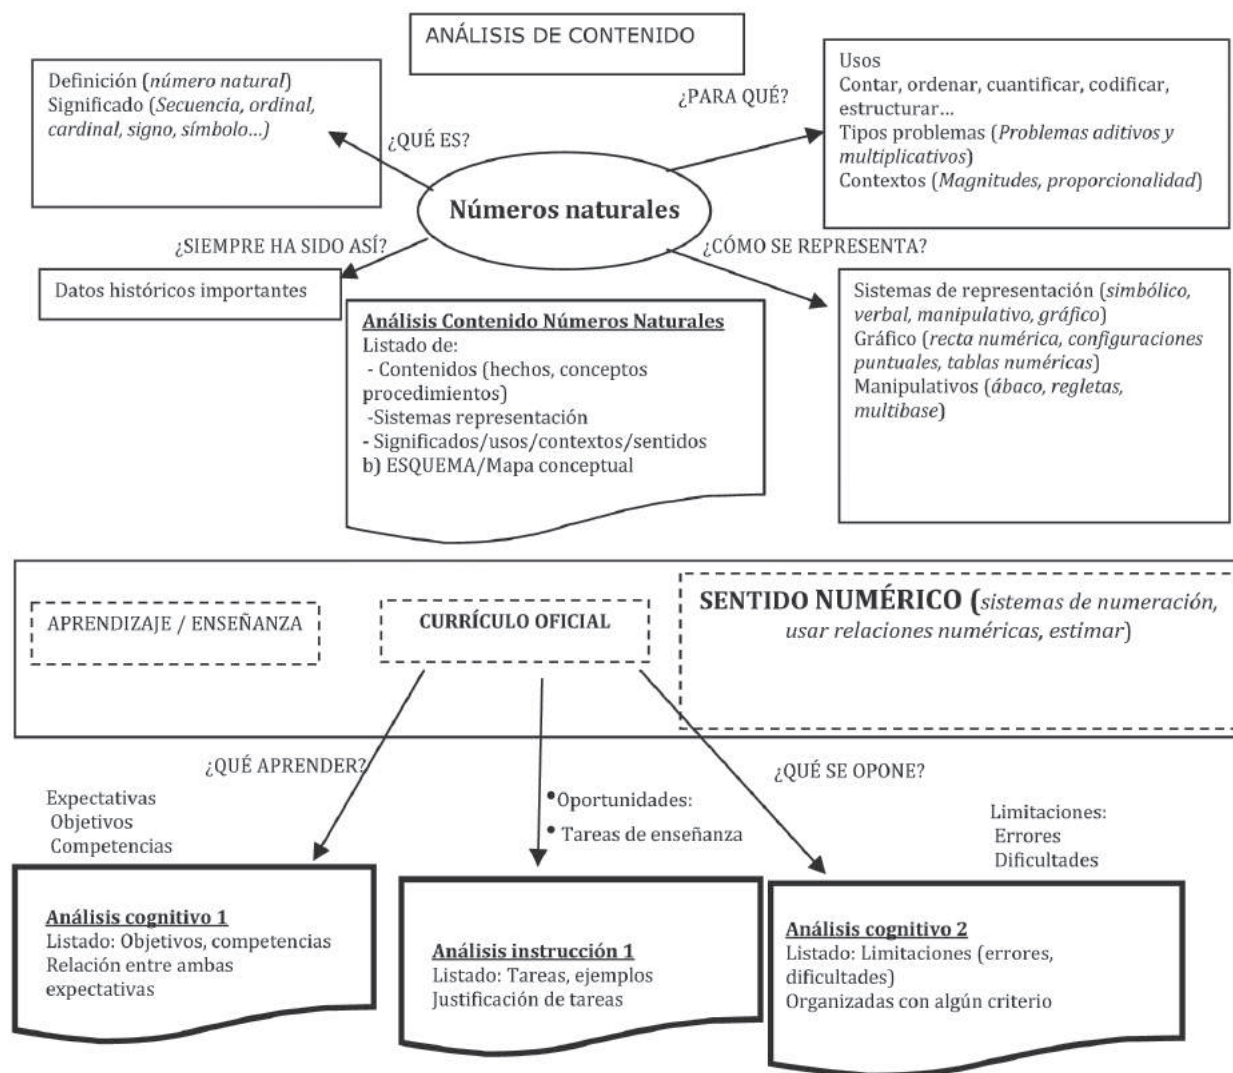 ANÁLISIS DE CONTENIDO
Definición (número natural)
Significado (Secuencia, ordinal,
cardinal, signo, símbolo...)
¿QUÉ ES?
¿PARA QUÉ?
Usos
Contar, ordenar, cuantificar, codificar,
estructurar...
Tipos problemas (Problemas aditivos y
multiplicativos)
Contextos (Magnitudes, proporcionalidad)
Números naturales
¿SIEMPRE HA SIDO ASÍ?
¿CÓMO SE REPRESENTA?
Datos históricos importantes
Análisis Contenido Números Naturales
Listado de:
- Contenidos (hechos, conceptos
procedimientos)
-Sistemas representación
- Significados/usos/contextos/sentidos
b) ESQUEMA/Mapa conceptual
Sistemas de representación (simbólico,
verbal, manipulativo, gráfico)
Gráfico (recta numérica, configuraciones
puntuales, tablas numéricas)
Manipulativos (ábaco, regletas,
multibase)
APRENDIZAJE / ENSEÑANZA
CURRÍCULO OFICIAL
SENTIDO NUMÉRICO (sistemas de numeración,
usar relaciones numéricas, estimar)
¿QUÉ APRENDER?
¿QUÉ SE OPONE?
Expectativas
Objetivos
Competencias
• Oportunidades:
• Tareas de enseñanza
Limitaciones:
Errores
Dificultades
Análisis cognitivo 1
Listado: Objetivos, competencias
Relación entre ambas
expectativas
Análisis instrucción 1
Listado: Tareas, ejemplos
Justificación de tareas
Análisis cognitivo 2
Listado: Limitaciones (errores,
dificultades)
Organizadas con algún criterio